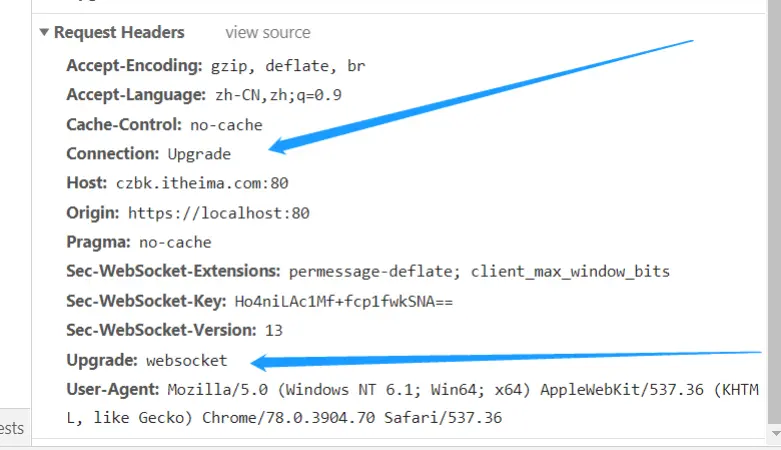 Request Headers view source
Accept-Encoding: gzip, deflate, br
Accept-Language: zh-CN,zh;q=0.9
Cache-Control: no-cache
Connection: Upgrade
Host: czbk.itheima.com:80
Origin: https://localhost:80
Pragma: no-cache
Sec-WebSocket-Extensions: permessage-deflate; client_max_window_bits
Sec-WebSocket-Key: Ho4niLAc1Mf+fcp1fwkSNA==
Sec-WebSocket-Version: 13
Upgrade: websocket
User-Agent: Mozilla/5.0 (Windows NT 6.1; Win64; x64) AppleWebKit/537.36 (KHTM
L, like Gecko) Chrome/78.0.3904.70 Safari/537.36
ests